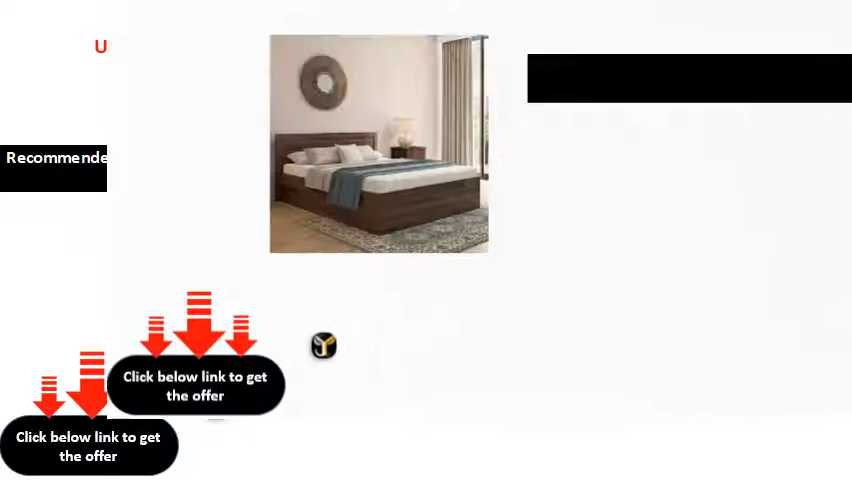 U
Recommende
Click below link to get
the offer
Click below link to get
the offer